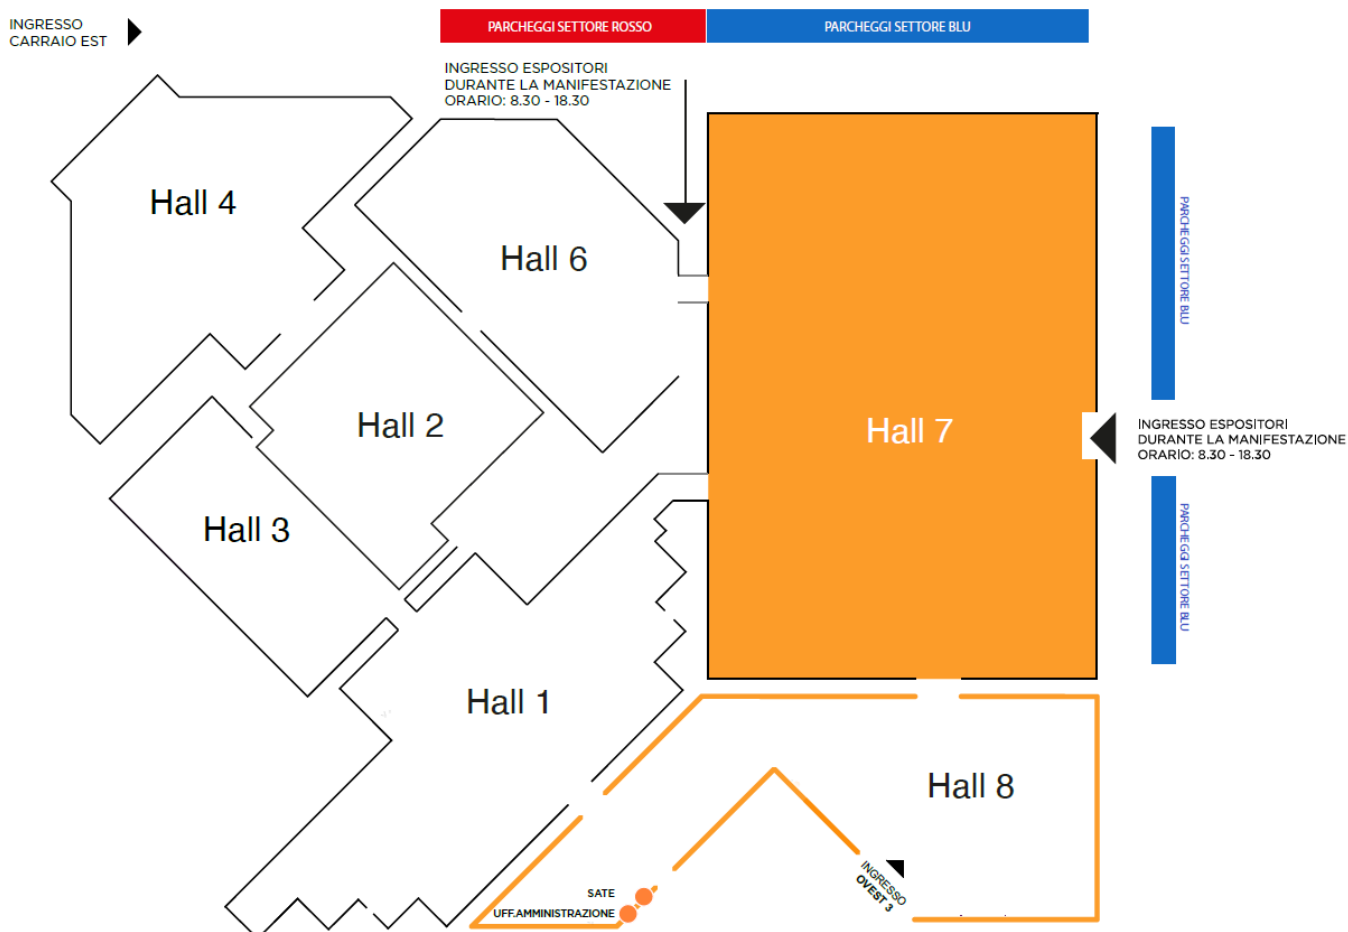 INGRESSO
CARRAIO EST
PARCHEGGI SETTORE ROSSO
PARCHEGGI SETTORE BLU
INGRESSO ESPOSITORI
DURANTE LA MANIFESTAZIONE
ORARIO: 8.30 - 18.30
Hall 4
Hall 6
PARCHEGGI SETTORE BLU
Hall 2
Hall 7
INGRESSO ESPOSITORI
DURANTE LA MANIFESTAZIONE
ORARIO: 8.30 - 18.30
Hall 3
PARCHEGGI SETTORE BLU
Hall 1
Hall 8
INGRESSO
OVEST 3
SATE
UFF.AMMINISTRAZIONE